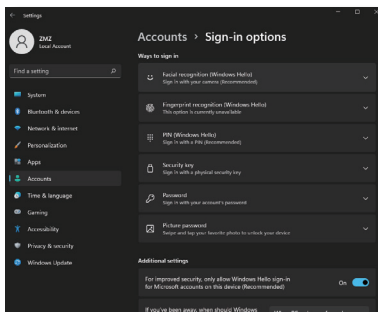 Settings
ZMZ
Local Account
Find a setting
System
Bluetooth & devices
Network & internet
Personalization
Apps
Accounts
Time & language
Gaming
Accessibility
Privacy & security
Windows Update
Accounts > Sign-in options
Ways to sign in
Facial recognition (Windows Hello)
Sign in with your camera (Recommended)
Fingerprint recognition (Windows Hello)
This option is currently unavailable
PIN (Windows Hello)
Sign in with a PIN (Recommended)
Security key
Sign in with a physical security key
Password
Sign in with your account's password
Picture password
Swipe and tap your favorite photo to unlock your device
Additional settings
For improved security, only allow Windows Hello sign-in
for Microsoft accounts on this device (Recommended)
On
If you've been away, when should Windows